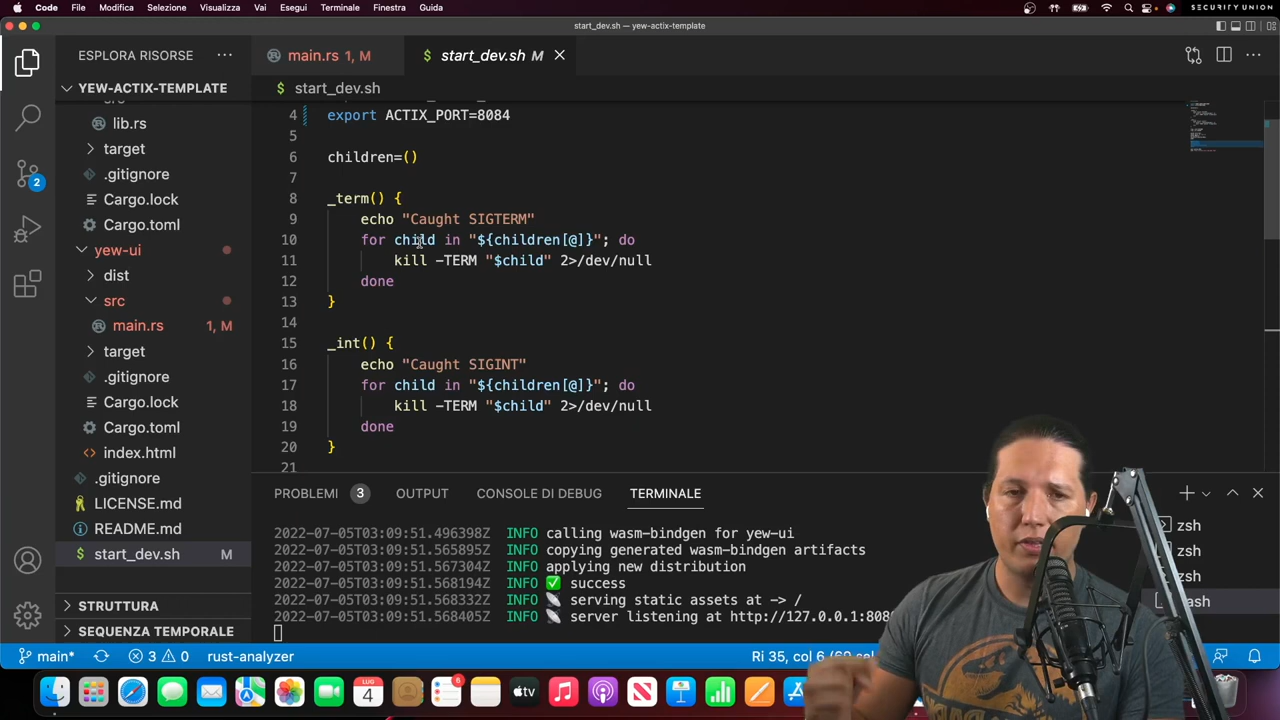 Code File Modifica Selezione Visualizza Vai Esegui Terminale Finestra Guida
SECURITY UNION
start_dev.sh — yew-actix-template
ESPLORA RISORSE
main.rs 1, M
$ start_dev.sh M
YEW-ACTIX-TEMPLATE
$ start_dev.sh
src
lib.rs
target
.gitignore
Cargo.lock
Cargo.toml
yew-ui
dist
src
main.rs 1, M
target
.gitignore
Cargo.lock
Cargo.toml
<> index.html
.gitignore
LICENSE.md
README.md
$ start_dev.sh M
STRUTTURA
SEQUENZA TEMPORALE
2
4 export ACTIX_PORT=8084
5
6 children=()
7
8 _term() {
9 echo "Caught SIGTERM"
10 for child in "${children[@]}"; do
11 kill -TERM "$child" 2>/dev/null
12 done
13 }
14
15 _int() {
16 echo "Caught SIGINT"
17 for child in "${children[@]}"; do
18 kill -TERM "$child" 2>/dev/null
19 done
20 }
21
PROBLEMI 3 OUTPUT CONSOLE DI DEBUG TERMINALE
2022-07-05T03:09:51.496398Z INFO calling wasm-bindgen for yew-ui
2022-07-05T03:09:51.565895Z INFO copying generated wasm-bindgen artifacts
2022-07-05T03:09:51.567304Z INFO applying new distribution
2022-07-05T03:09:51.568194Z INFO ✅ success
2022-07-05T03:09:51.568332Z INFO 📡 serving static assets at -> /
2022-07-05T03:09:51.568405Z INFO 📡 server listening at http://127.0.0.1:808
zsh
zsh
zsh
ash
main* 3 0 rust-analyzer
Ri 35, col 6
LUG
4
6